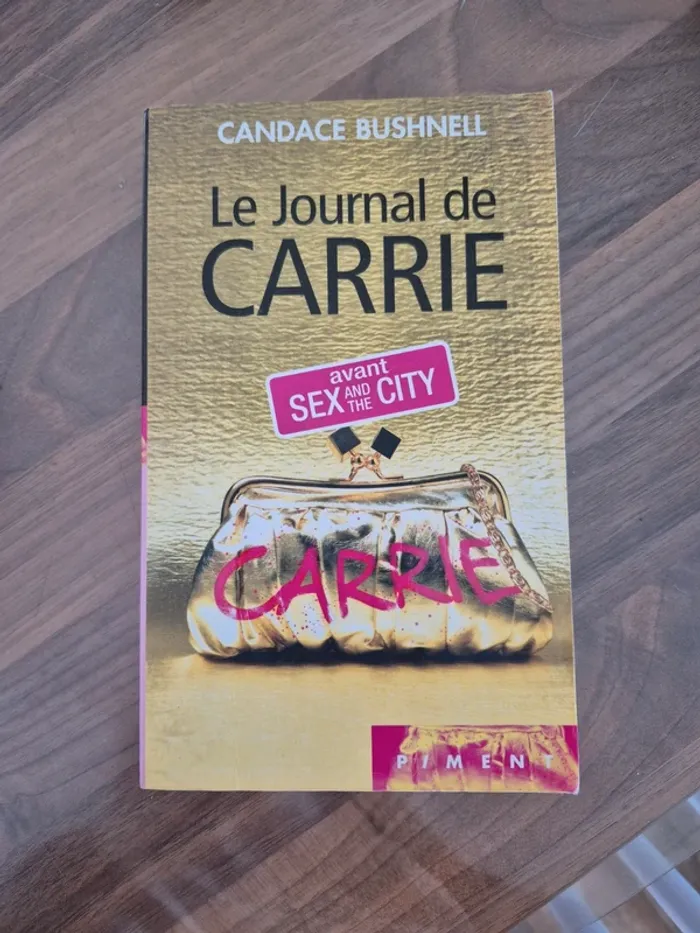 CANDACE BUSHNELL
Le Journal de
CARRIE
avant
SEX AND THE CITY
CARRIE
PIMENT